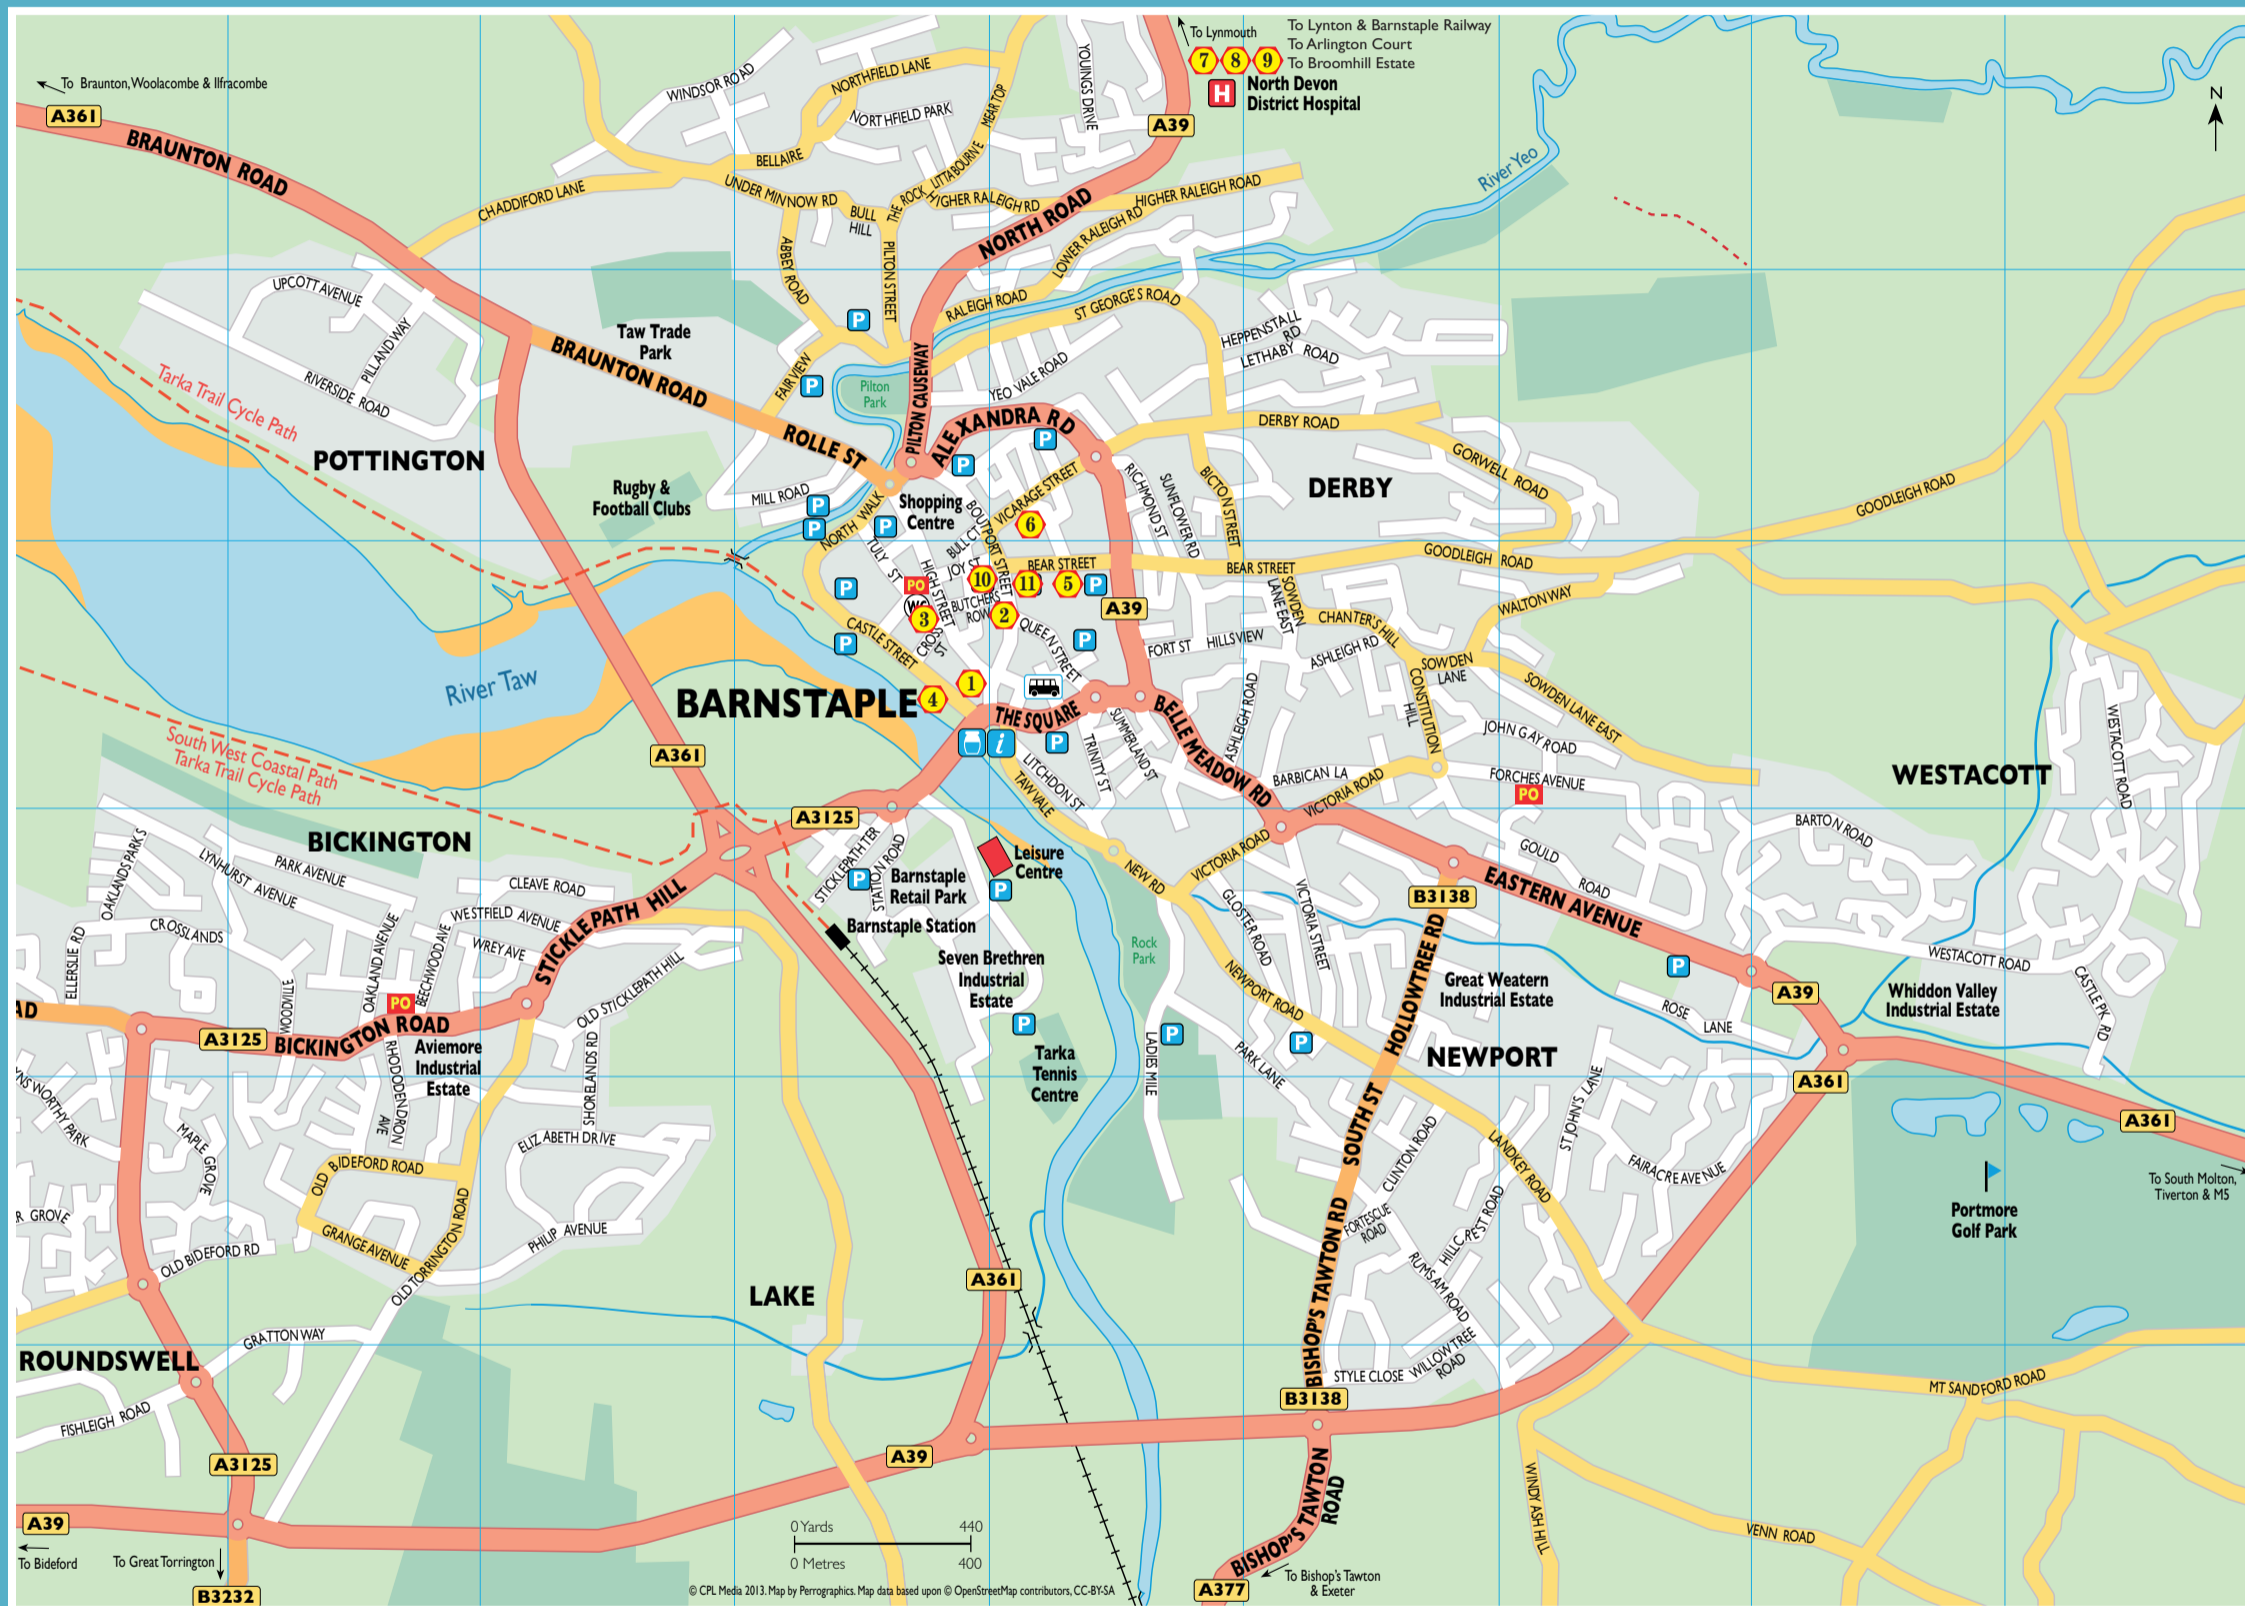 To Lynmouth
To Lynton & Barnstaple Railway
To Arlington Court
To Broomhill Estate
7
8
9
H
North Devon
District Hospital
To Braunton, Woolacombe & Ilfracombe
A361
BRAUNTON ROAD
WINDSOR ROAD
NORTHFIELD LANE
NORTHFIELD PARK
MEAR TOP
YOUINGS DRIVE
A39
N
BELLAIRE
LITTABOURNE
CHADDIFORD LANE
UNDER MINNOW RD
BULL
HILL
THE ROCK
HIGHER RALEIGH RD
HIGHER RALEIGH ROAD
NORTH ROAD
LOWER RALEIGH RD
River Yeo
ABBEY ROAD
PILTON STREET
RALEIGH ROAD
ST GEORGE'S ROAD
UPCOTT AVENUE
PILLAND WAY
RIVERSIDE ROAD
Tarka Trail Cycle Path
Taw Trade
Park
BRAUNTON ROAD
P
FAIR VIEW
P
Pilton
Park
PILTON CAUSEWAY
YEO VALE ROAD
HEPPENSTALL
RD
LETHABY ROAD
POTTINGTON
ROLLE ST
ALEXANDRA RD
P
P
DERBY ROAD
GORWELL ROAD
DERBY
Rugby &
Football Clubs
MILL ROAD
P
P
NORTH WALK
P
Shopping
Centre
VICARAGE STREET
BOUTPORT STREET
BULL CT
6
RICHMOND ST
SUNFLOWER RD
BICTON STREET
GOODLEIGH ROAD
GOODLEIGH ROAD
TULY ST
HIGH STREET
JOY ST
BEAR STREET
BEAR STREET
PO
10
11
5
P
P
WC
BUTCHERS
ROW
3
2
A39
SOWDEN
LANE EAST
WALTON WAY
CHANTER'S HILL
CASTLE STREET
CROSS
ST
QUEEN STREET
P
P
FORT ST
HILLSVIEW
ASHLEIGH RD
SOWDEN
LANE
SOWDEN LANE EAST
CONSTITUTION
HILL
River Taw
BARNSTAPLE
4
1
THE SQUARE
SUMMERLAND ST
BELLE MEADOW RD
ASHLEIGH ROAD
JOHN GAY ROAD
WESTACOTT ROAD
South West Coastal Path
Tarka Trail Cycle Path
A361
i
P
TRINITY ST
LITCHDON ST
TAW VALE
BARBICAN LA
VICTORIA ROAD
FORCHES AVENUE
PO
WESTACOTT
BICKINGTON
A3125
BARTON ROAD
OAKLANDS PARK
LYNHURST AVENUE
PARK AVENUE
CLEAVE ROAD
STICKLEPATH TER
STATION ROAD
P
Barnstaple
Retail Park
Leisure
Centre
P
NEW RD
VICTORIA ROAD
GOULD
ROAD
EASTERN AVENUE
B3138
CROSSLANDS
WESTFIELD AVENUE
WREY AVE
BEECHWOOD AVE
OAKLAND AVENUE
STICKLEPATH HILL
Barnstaple Station
ELLERSLIE RD
WOODVILLE
PO
OLD STICKLEPATH HILL
Seven Brethren
Industrial
Estate
P
Rock
Park
GLOSTER ROAD
VICTORIA STREET
NEWPORT ROAD
HOLLOWTREE RD
Great Weatern
Industrial Estate
P
WESTACOTT ROAD
CASTLE PK RD
Whiddon Valley
Industrial Estate
A39
ROSE
LANE
AD
A3125
BICKINGTON ROAD
Aviemore
Industrial
Estate
RHODODENDRON
AVE
SHORELANDS RD
Tarka
Tennis
Centre
LADIES MILE
P
P
PARK LANE
NEWPORT
A361
A361
NSWORTHY PARK
MAPLE GROVE
ELIZABETH DRIVE
SOUTH ST
CLINTON ROAD
LANDKEY ROAD
ST JOHN'S LANE
FAIRACRE AVENUE
OLD BIDEFORD ROAD
To South Molton,
Tiverton & M5
R GROVE
GRANGE AVENUE
OLD TORRINGTON ROAD
PHILIP AVENUE
FORTESCUE
ROAD
HILLCREST ROAD
RUMSAM ROAD
Portmore
Golf Park
OLD BIDEFORD RD
LAKE
A361
BISHOP'S TAWTON RD
GRATTON WAY
ROUNDSWELL
STYLE CLOSE
WILLOW TREE
ROAD
MT SANDFORD ROAD
B3138
FISHLEIGH ROAD
A3125
A39
BISHOP'S TAWTON
ROAD
WINDY ASH HILL
VENN ROAD
A39
To Bideford
To Great Torrington
B3232
0 Yards 440
0 Metres 400
© CPL Media 2013. Map by Perrographics. Map data based upon © OpenStreetMap contributors, CC-BY-SA
A377
To Bishop's Tawton
& Exeter